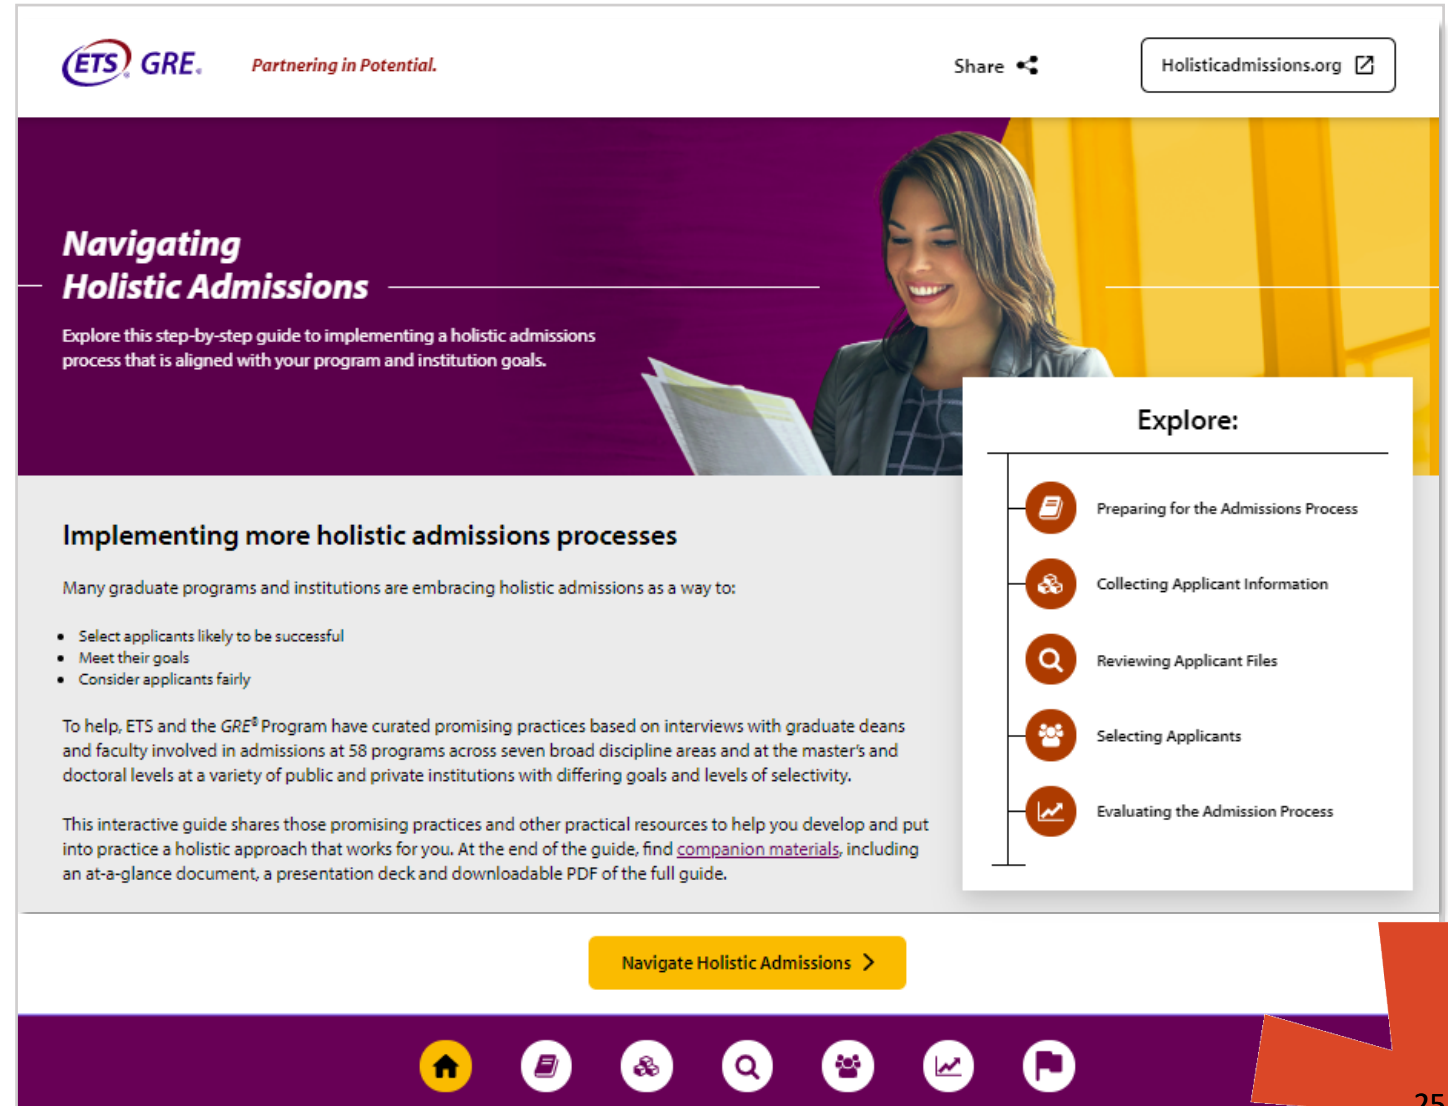 ETS® GRE®
Partnering in Potential.
Share
Holisticadmissions.org
Navigating
Holistic Admissions
Explore this step-by-step guide to implementing a holistic admissions
process that is aligned with your program and institution goals.
Implementing more holistic admissions processes
Many graduate programs and institutions are embracing holistic admissions as a way to:
• Select applicants likely to be successful
• Meet their goals
• Consider applicants fairly
To help, ETS and the GRE® Program have curated promising practices based on interviews with graduate deans
and faculty involved in admissions at 58 programs across seven broad discipline areas and at the master's and
doctoral levels at a variety of public and private institutions with differing goals and levels of selectivity.
This interactive guide shares those promising practices and other practical resources to help you develop and put
into practice a holistic approach that works for you. At the end of the guide, find companion materials, including
an at-a-glance document, a presentation deck and downloadable PDF of the full guide.
Explore:
Preparing for the Admissions Process
Collecting Applicant Information
Reviewing Applicant Files
Selecting Applicants
Evaluating the Admission Process
Navigate Holistic Admissions
25